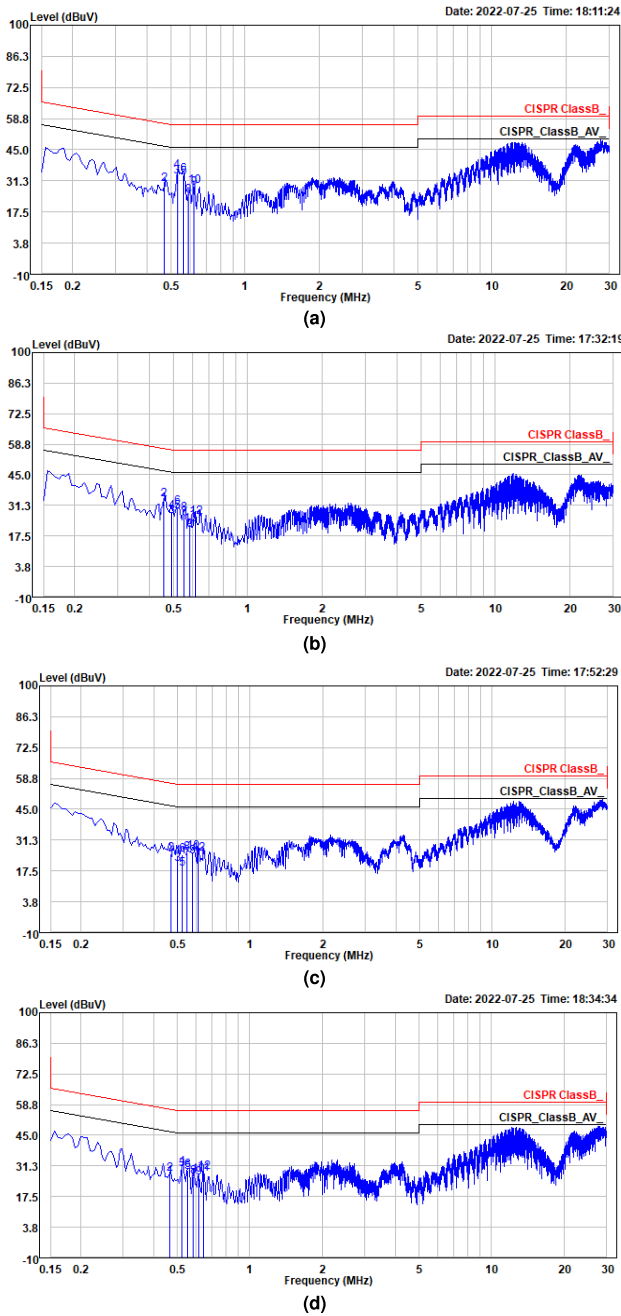 Level (dBuV) Date: 2022-07-25 Time: 18:11:24
100
86.3
72.5
58.8 CISPR ClassB_
CISPR_ClassB_AV_
45.0
31.3
17.5
3.8
-10
0.15 0.2 0.5 1 2 5 10 20 30
Frequency (MHz)
(a)
Level (dBuV) Date: 2022-07-25 Time: 17:32:19
100
86.3
72.5
58.8 CISPR ClassB_
CISPR_ClassB_AV_
45.0
31.3
17.5
3.8
-10
0.15 0.2 0.5 1 2 5 10 20 30
Frequency (MHz)
(b)
Level (dBuV) Date: 2022-07-25 Time: 17:52:29
100
86.3
72.5
58.8 CISPR ClassB_
CISPR_ClassB_AV_
45.0
31.3
17.5
3.8
-10
0.15 0.2 0.5 1 2 5 10 20 30
Frequency (MHz)
(c)
Level (dBuV) Date: 2022-07-25 Time: 18:34:34
100
86.3
72.5
58.8 CISPR ClassB_
CISPR_ClassB_AV_
45.0
31.3
17.5
3.8
-10
0.15 0.2 0.5 1 2 5 10 20 30
Frequency (MHz)
(d)